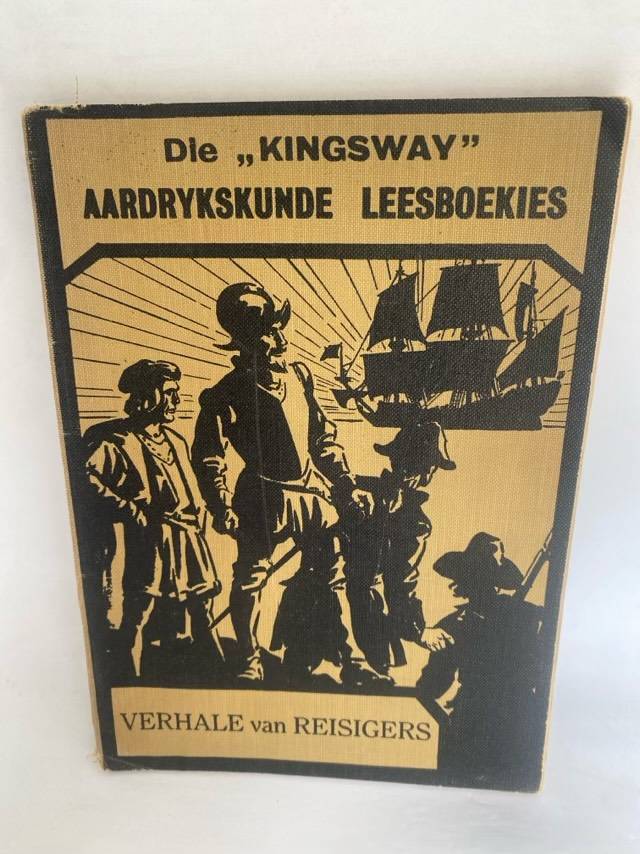 Die „KINGSWAY”
AARDRYKSKUNDE LEESBOEKIES
VERHALE van REISIGERS